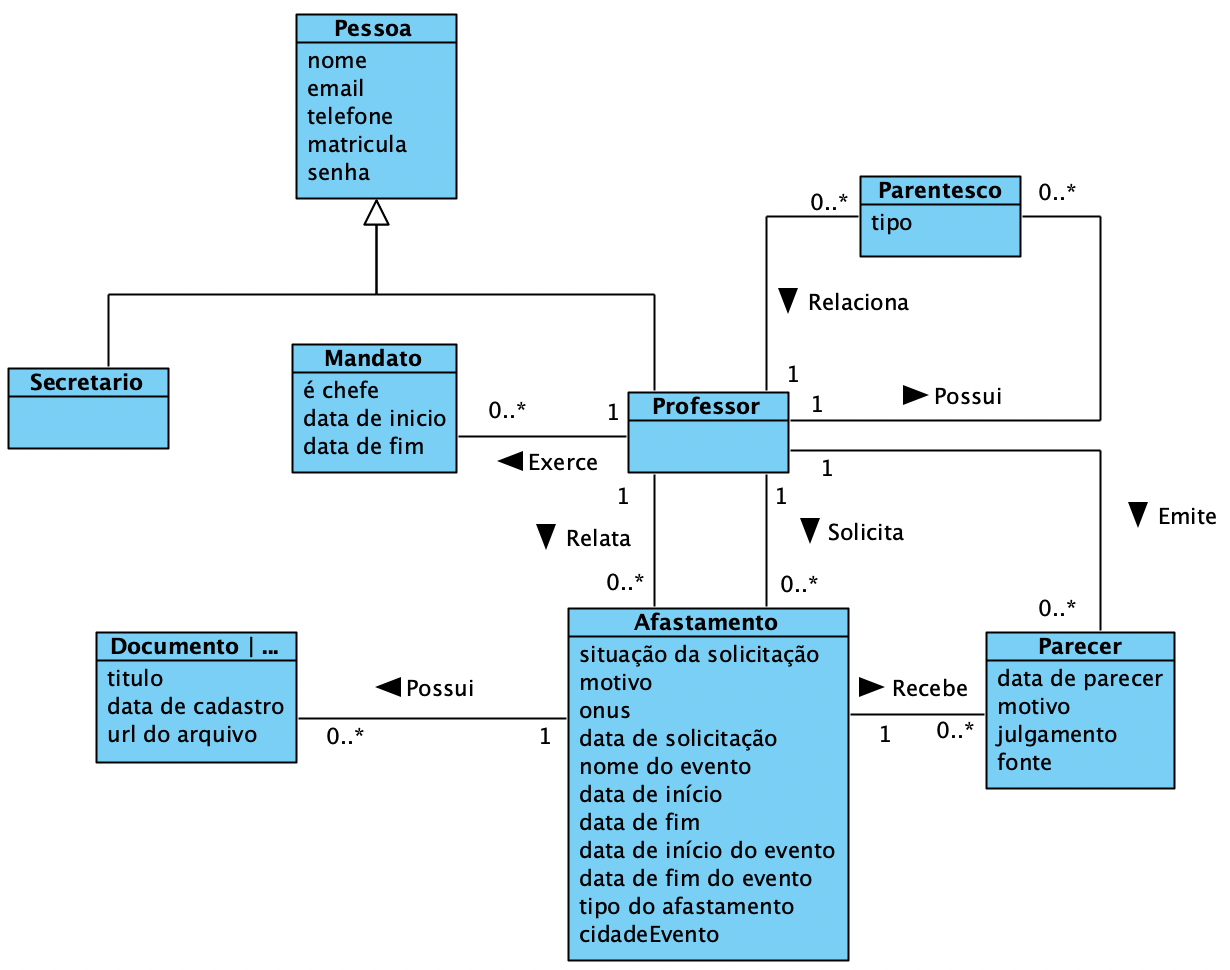 Pessoa
nome
email
telefone
matricula
senha
Parentesco
tipo
0..*
0..*
Relaciona
1
1
Possui
Secretario
Mandato
é chefe
data de inicio
data de fim
0..*
1
Exerce
Professor
1
Emite
0..*
1
Relata
0..*
1
Solicita
0..*
Documento | ...
titulo
data de cadastro
url do arquivo
Possui
0..*
1
Afastamento
situação da solicitação
motivo
onus
data de solicitação
nome do evento
data de início
data de fim
data de início do evento
data de fim do evento
tipo do afastamento
cidadeEvento
Recebe
1
0..*
Parecer
data de parecer
motivo
julgamento
fonte